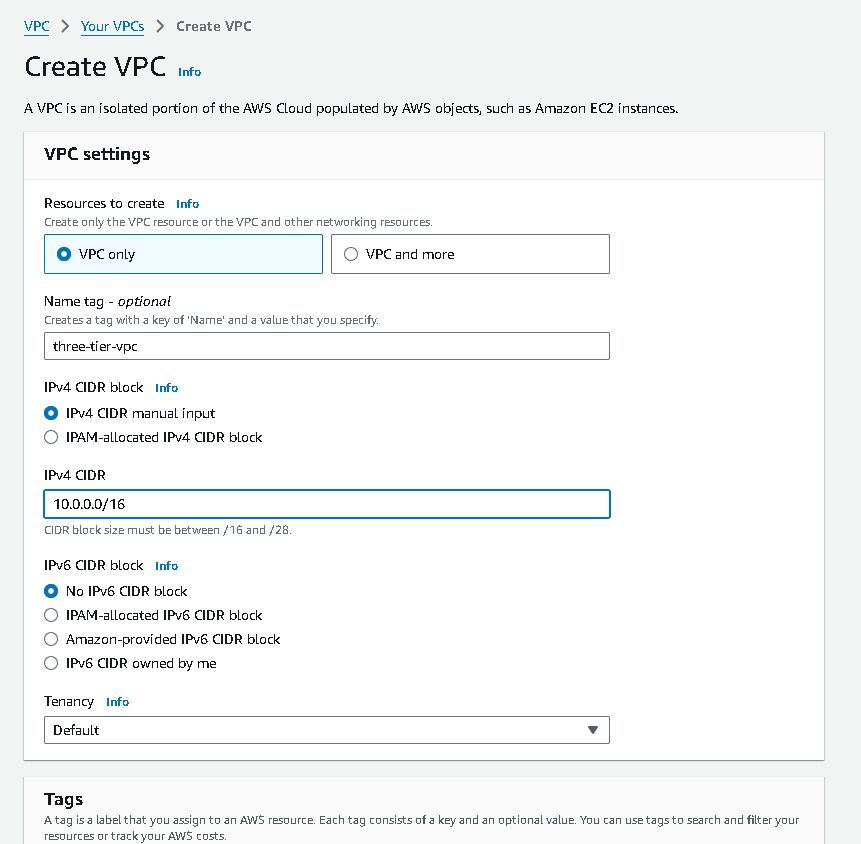 VPC > Your VPCs > Create VPC
Create VPC Info
A VPC is an isolated portion of the AWS Cloud populated by AWS objects, such as Amazon EC2 instances.
VPC settings
Resources to create Info
Create only the VPC resource or the VPC and other networking resources.
VPC only
VPC and more
Name tag - optional
Creates a tag with a key of 'Name' and a value that you specify.
three-tier-vpc
IPv4 CIDR block Info
IPv4 CIDR manual input
IPAM-allocated IPv4 CIDR block
IPv4 CIDR
10.0.0.0/16
CIDR block size must be between /16 and /28.
IPv6 CIDR block Info
No IPv6 CIDR block
IPAM-allocated IPv6 CIDR block
Amazon-provided IPv6 CIDR block
IPv6 CIDR owned by me
Tenancy Info
Default
Tags
A tag is a label that you assign to an AWS resource. Each tag consists of a key and an optional value. You can use tags to search and filter your
resources or track your AWS costs.